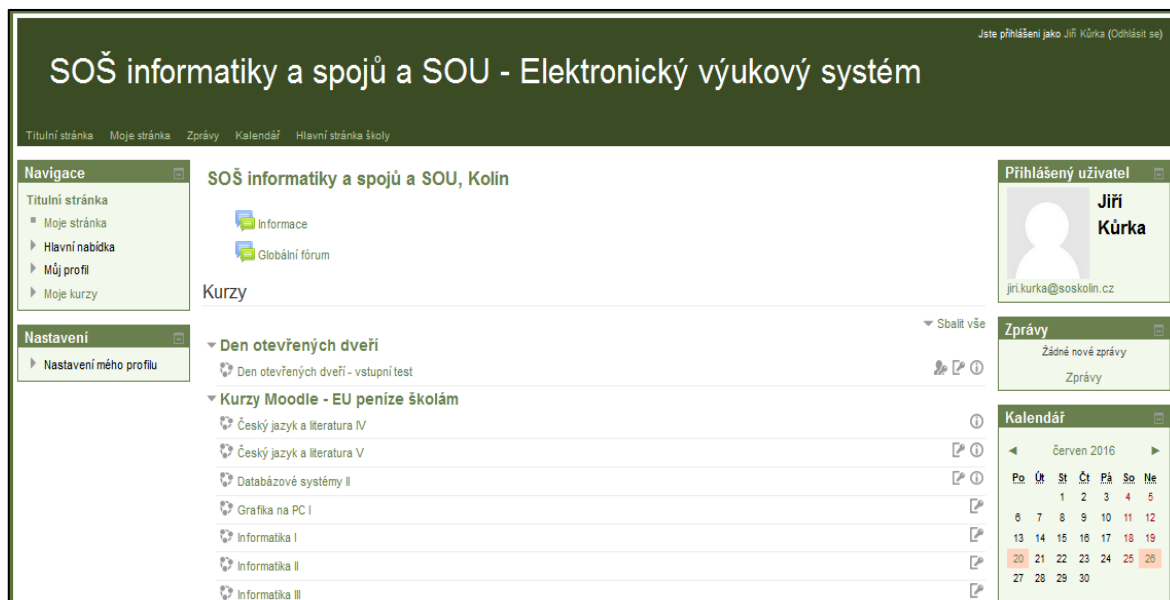 Jste přihlášeni jako Jiří Kůrka (Odhlásit se)
SOŠ informatiky a spojů a SOU - Elektronický výukový systém
Titulní stránka Moje stránka Zprávy Kalendář Hlavní stránka školy
Navigace
Titulní stránka
Moje stránka
Hlavní nabídka
Můj profil
Moje kurzy
Nastavení
Nastavení mého profilu
SOŠ informatiky a spojů a SOU, Kolín
Informace
Globální fórum
Kurzy
Sbalit vše
Den otevřených dveří
Den otevřených dveří - vstupní test
Kurzy Moodle - EU peníze školám
Český jazyk a literatura IV
Český jazyk a literatura V
Databázové systémy II
Grafika na PC I
Informatika I
Informatika II
Informatika III
Přihlášený uživatel
Jiří
Kůrka
jiri.kurka@soskolin.cz
Zprávy
Žádné nové zprávy
Zprávy
Kalendář
červen 2016
Po Út St Čt Pá So Ne
1 2 3 4 5
6 7 8 9 10 11 12
13 14 15 16 17 18 19
20 21 22 23 24 25 26
27 28 29 30